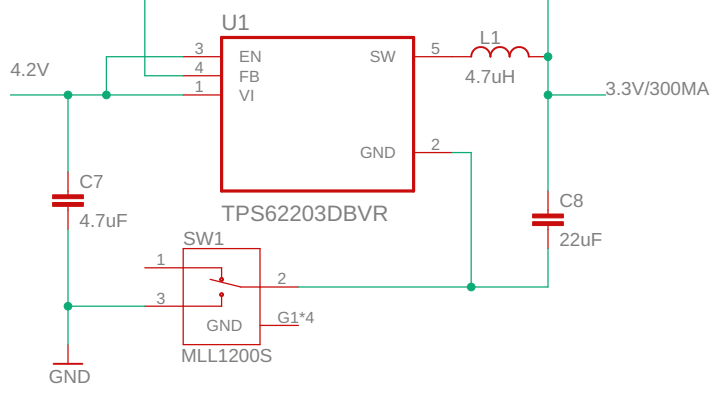 U1
3 EN SW 5
4 FB
4.2V
1 VI
L1
4.7uH
3.3V/300MA
GND 2
C7
4.7uF
TPS62203DBVR
C8
22uF
SW1
1
2
3
GND G1*4
MLL1200S
GND